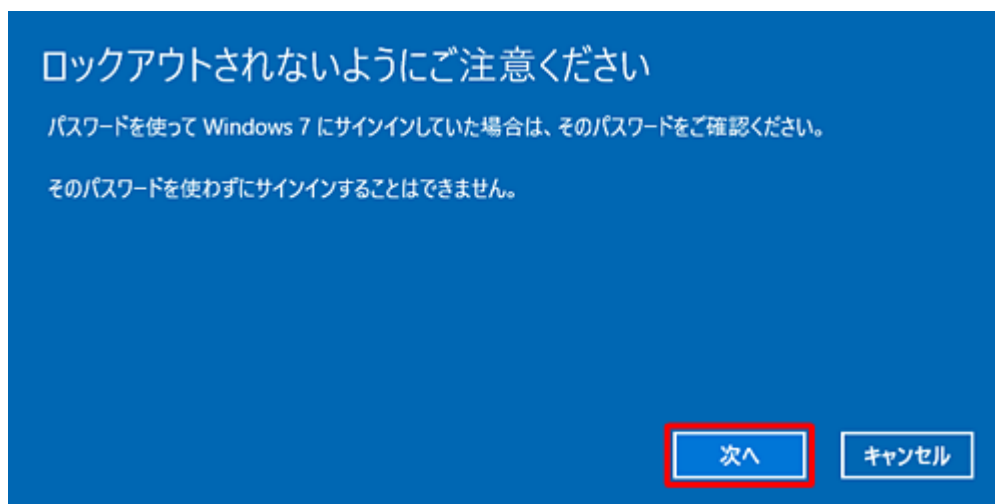 ロックアウトされないようにご注意ください
パスワードを使って Windows 7 にサインインしていた場合は、そのパスワードをご確認ください。
そのパスワードを使わずにサインインすることはできません。
次へ
キャンセル